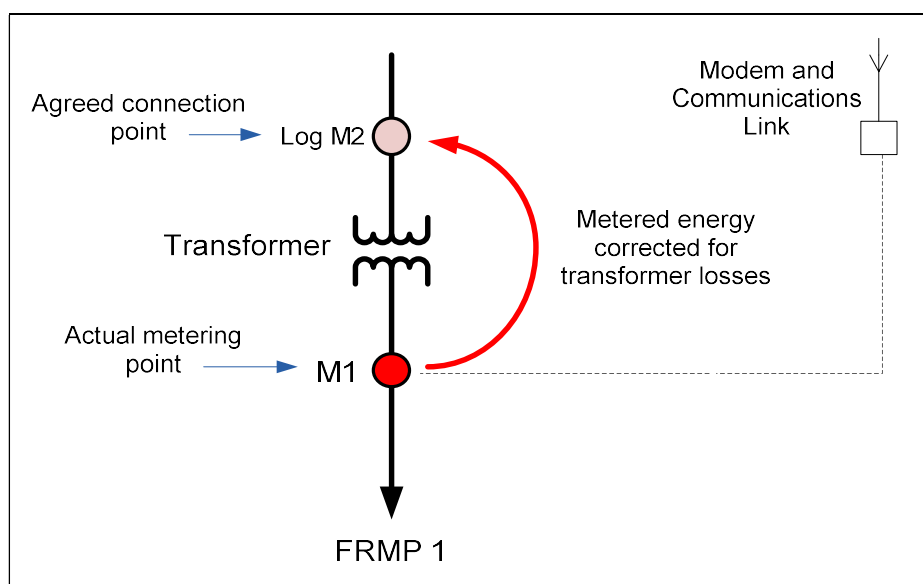 Agreed connection
point
Log M2
Modem and
Communications
Link
Transformer
Metered energy
corrected for
transformer losses
Actual metering
point
M1
FRMP 1